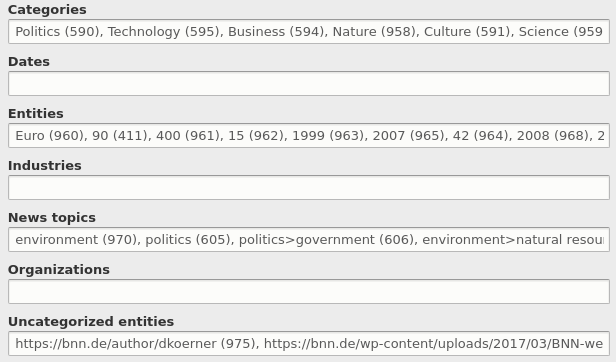 Categories
Politics (590), Technology (595), Business (594), Nature (958), Culture (591), Science (959
Dates
Entities
Euro (960), 90 (411), 400 (961), 15 (962), 1999 (963), 2007 (965), 42 (964), 2008 (968), 2
Industries
News topics
environment (970), politics (605), politics>government (606), environment>natural resou
Organizations
Uncategorized entities
https://bnn.de/author/dkoerner (975), https://bnn.de/wp-content/uploads/2017/03/BNN-we